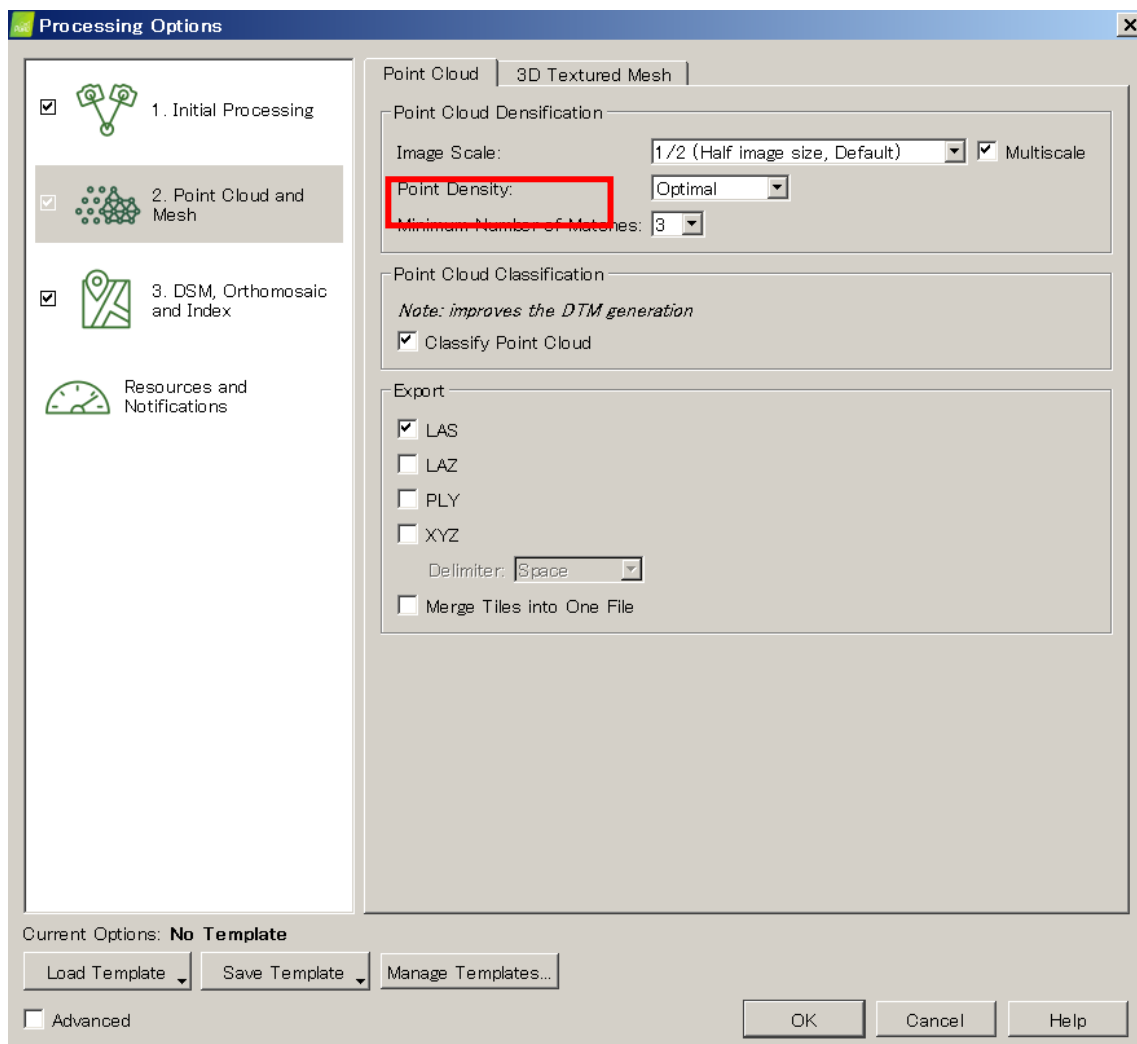 Processing Options
1. Initial Processing
2. Point Cloud and
Mesh
3. DSM, Orthomosaic
and Index
Resources and
Notifications
Point Cloud
3D Textured Mesh
Point Cloud Densification
Image Scale:
1/2 (Half image size, Default)
Multiscale
Point Density:
Optimal
Minimum Number of Matches:
3
Point Cloud Classification
Note: improves the DTM generation
Classify Point Cloud
Export
LAS
LAZ
PLY
XYZ
Delimiter:
Space
Merge Tiles into One File
Current Options: No Template
Load Template
Save Template
Manage Templates...
Advanced
OK
Cancel
Help